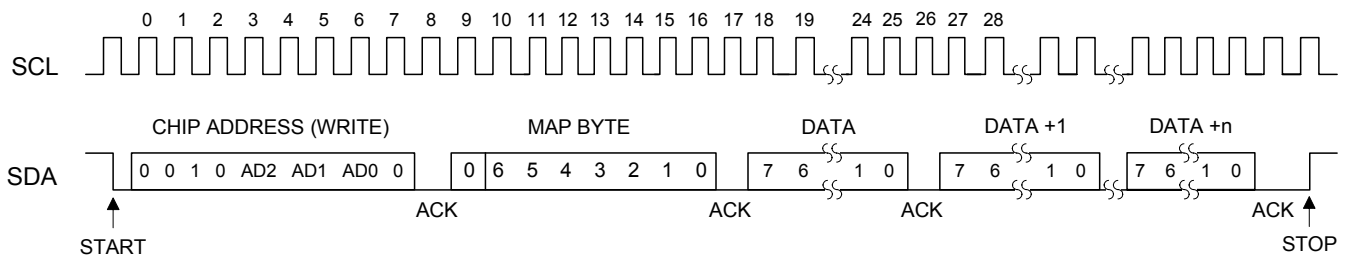 0 1 2 3 4 5 6 7 8 9 10 11 12 13 14 15 16 17 18 19 24 25 26 27 28
SCL
CHIP ADDRESS (WRITE) MAP BYTE DATA DATA +1 DATA +n
SDA 0 0 1 0 AD2 AD1 AD0 0 0 6 5 4 3 2 1 0 7 6 1 0 7 6 1 0 7 6 1 0
ACK ACK ACK ACK
START STOP